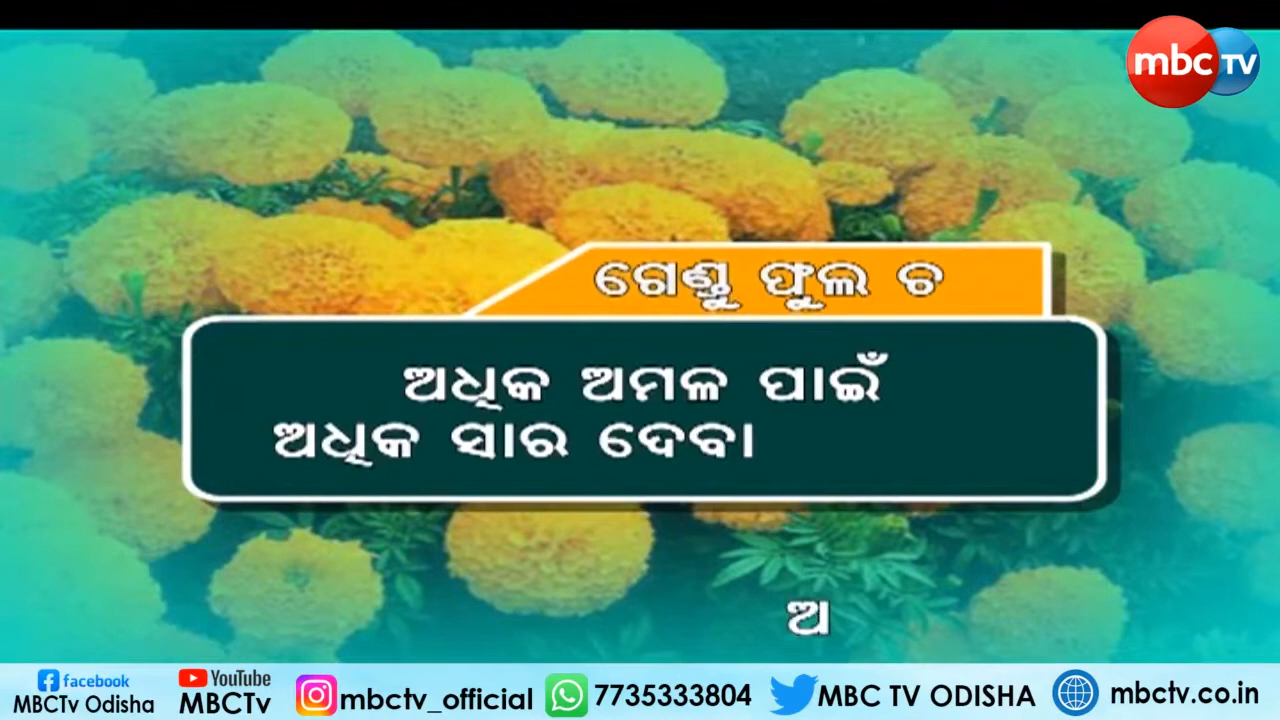 mbc TV
ଗେଣ୍ଡୁ ଫୁଲ ଚ
ଅଧିକ ଅମଳ ପାଇଁ
ଅଧିକ ସାର ଦେବା
ଅ
facebook
MBCTv Odisha
YouTube
MBCTv
mbctv_official
7735333804
MBC TV ODISHA
mbctv.co.in